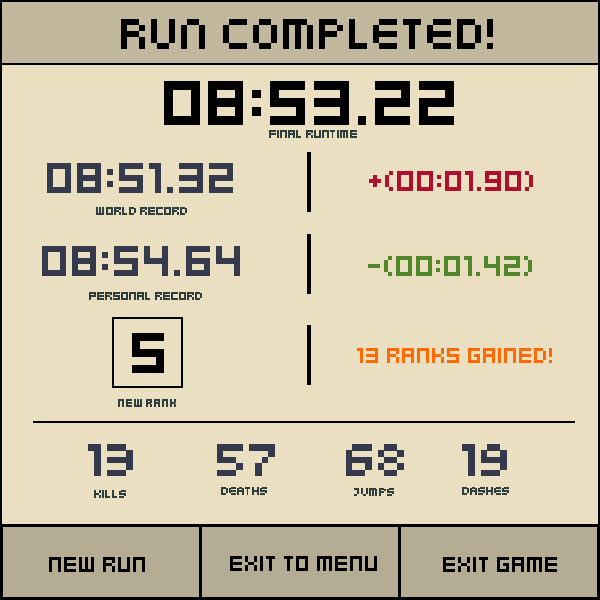 RUN COMPLETED!
08:53.22
FINAL RUNTIME
08:51.32
+(00:01.90)
WORLD RECORD
08:54.64
-(00:01.42)
PERSONAL RECORD
5
13 RANKS GAINED!
NEW RANK
13 57 68 19
KILLS DEATHS JUMPS DASHES
NEW RUN EXIT TO MENU EXIT GAME